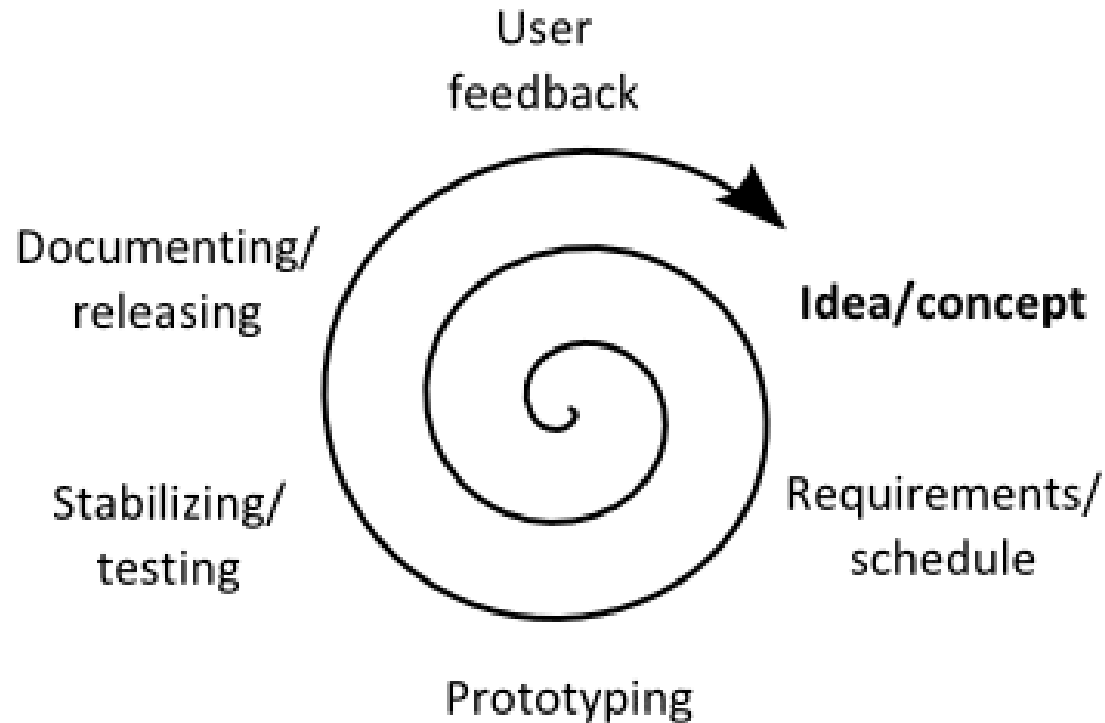 User
feedback
Documenting/
releasing
Idea/concept
Stabilizing/
testing
Requirements/
schedule
Prototyping